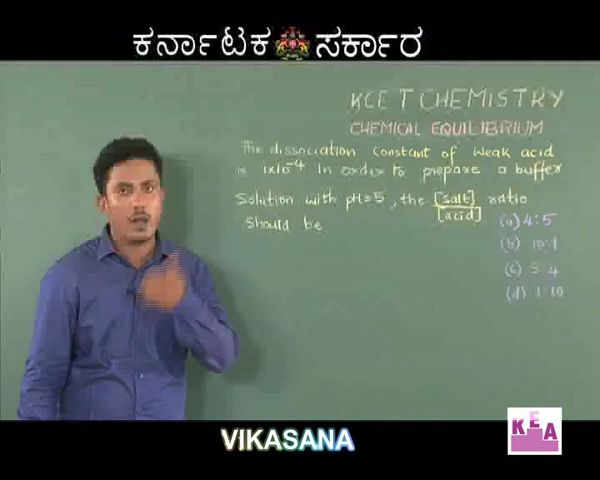 ಕರ್ನಾಟಕ ಸರ್ಕಾರ
KCET CHEMISTRY
CHEMICAL EQUILIBRIUM
The dissociation constant of weak acid
is 1x10⁻⁴ In order to prepare a buffer
Solution with pH=5, the [salt]/[acid] ratio
should be
(a) 4:5
(b) 10:1
(c) 5:4
(d) 1:10
KEA
VIKASANA